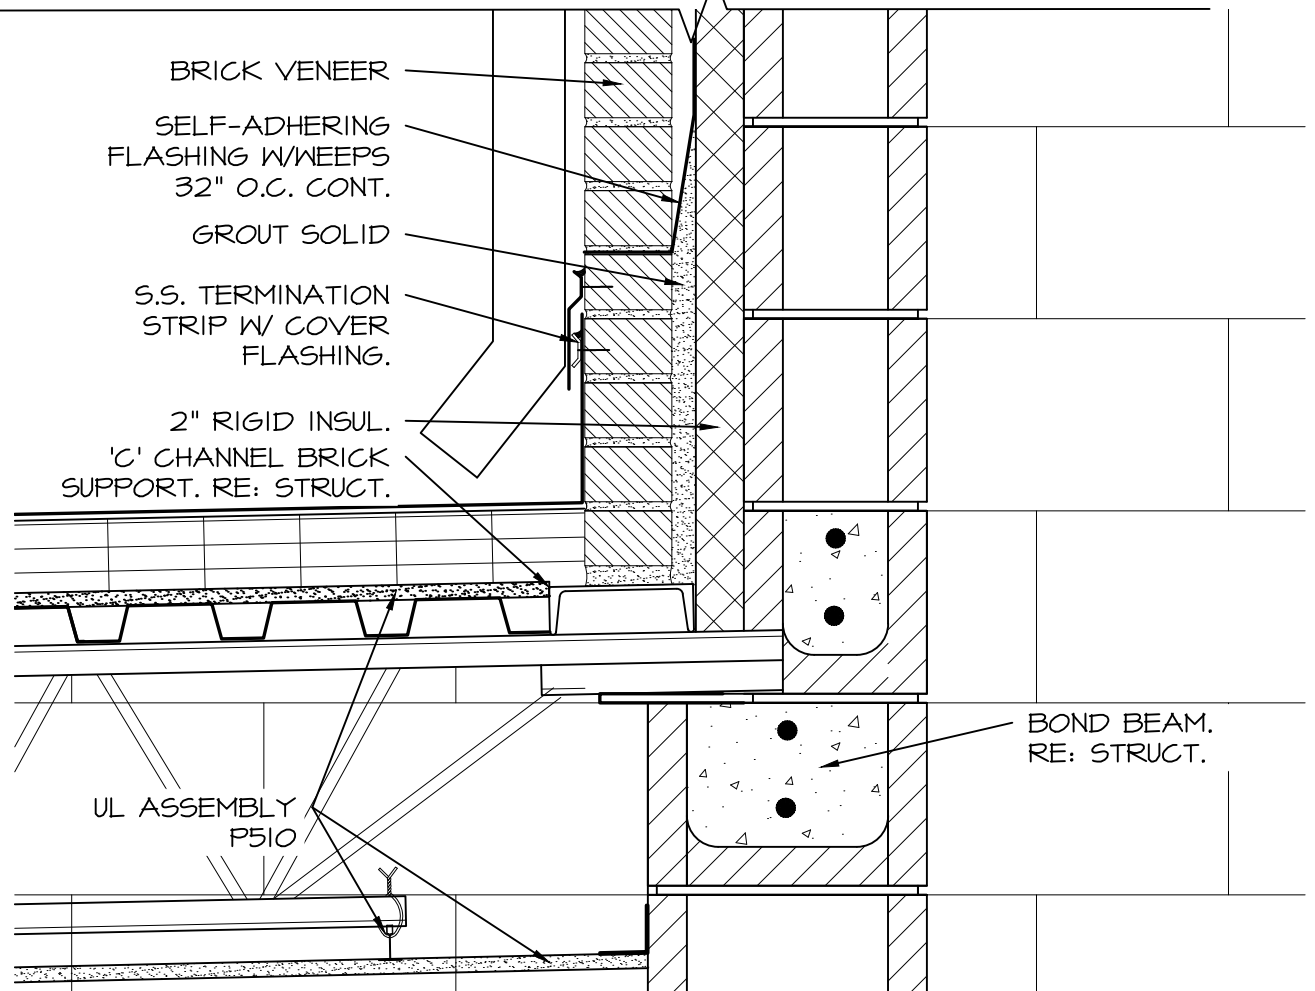 BRICK VENEER
SELF-ADHERING
FLASHING W/WEEPS
32" O.C. CONT.
GROUT SOLID
S.S. TERMINATION
STRIP W/ COVER
FLASHING.
2" RIGID INSUL.
'C' CHANNEL BRICK
SUPPORT. RE: STRUCT.
BOND BEAM.
RE: STRUCT.
UL ASSEMBLY
P510